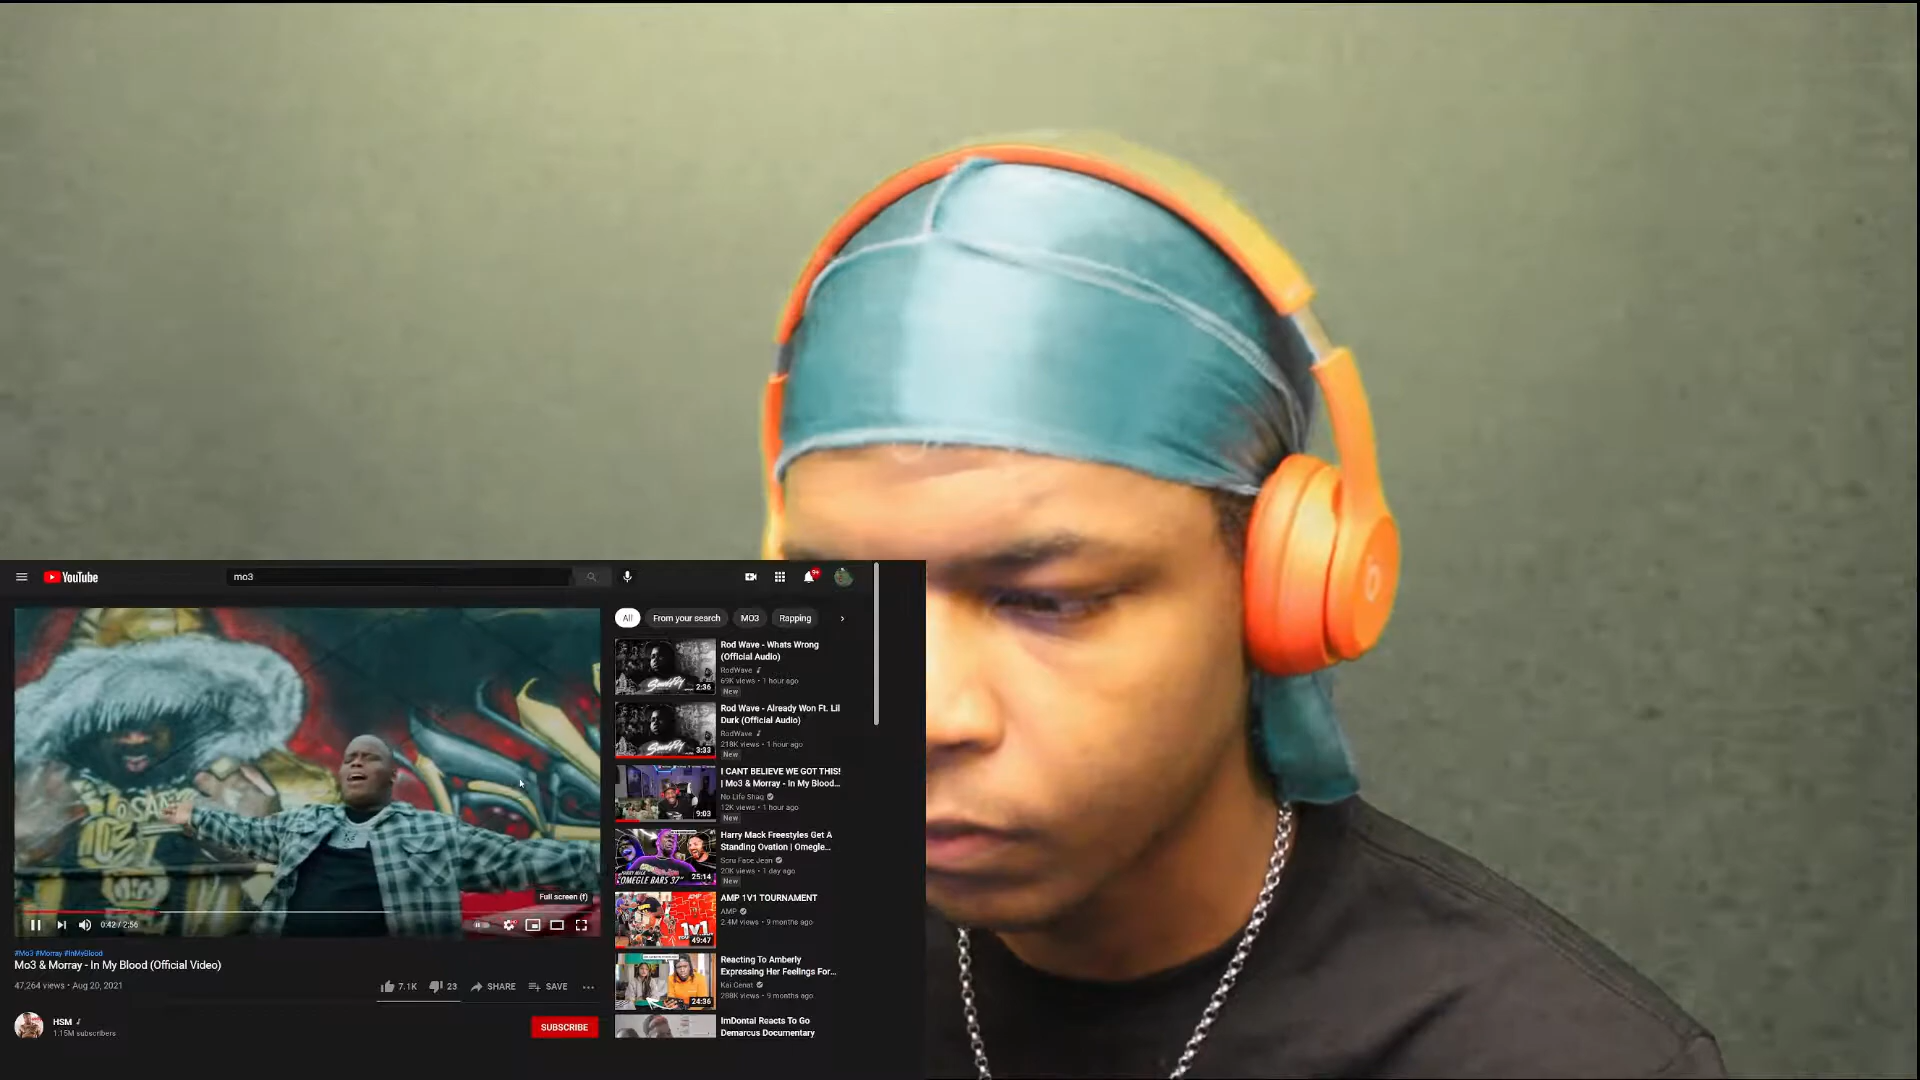 YouTube
mo3
9+
All
From your search
MO3
Rapping
Rod Wave - Whats Wrong
(Official Audio)
RodWave
69K views • 1 hour ago
New
2:36
Rod Wave - Already Won Ft. Lil
Durk (Official Audio)
RodWave
218K views • 1 hour ago
New
3:33
I CANT BELIEVE WE GOT THIS!
| Mo3 & Morray - In My Blood...
No Life Shaq
12K views • 1 hour ago
New
9:03
Harry Mack Freestyles Get A
Standing Ovation | Omegle...
Scru Face Jean
20K views • 1 day ago
New
OMEGLE BARS 37"
25:14
AMP 1V1 TOURNAMENT
AMP
2.4M views • 9 months ago
1v1
49:47
Reacting To Amberly
Expressing Her Feelings For...
Kai Cenat
288K views • 9 months ago
24:36
ImDontai Reacts To Go
Demarcus Documentary
Full screen (f)
0:42 / 2:56
#Mo3 #Morray #InMyBlood
Mo3 & Morray - In My Blood (Official Video)
47,264 views • Aug 20, 2021
7.1K
23
SHARE
SAVE
HSM
1.15M subscribers
SUBSCRIBE